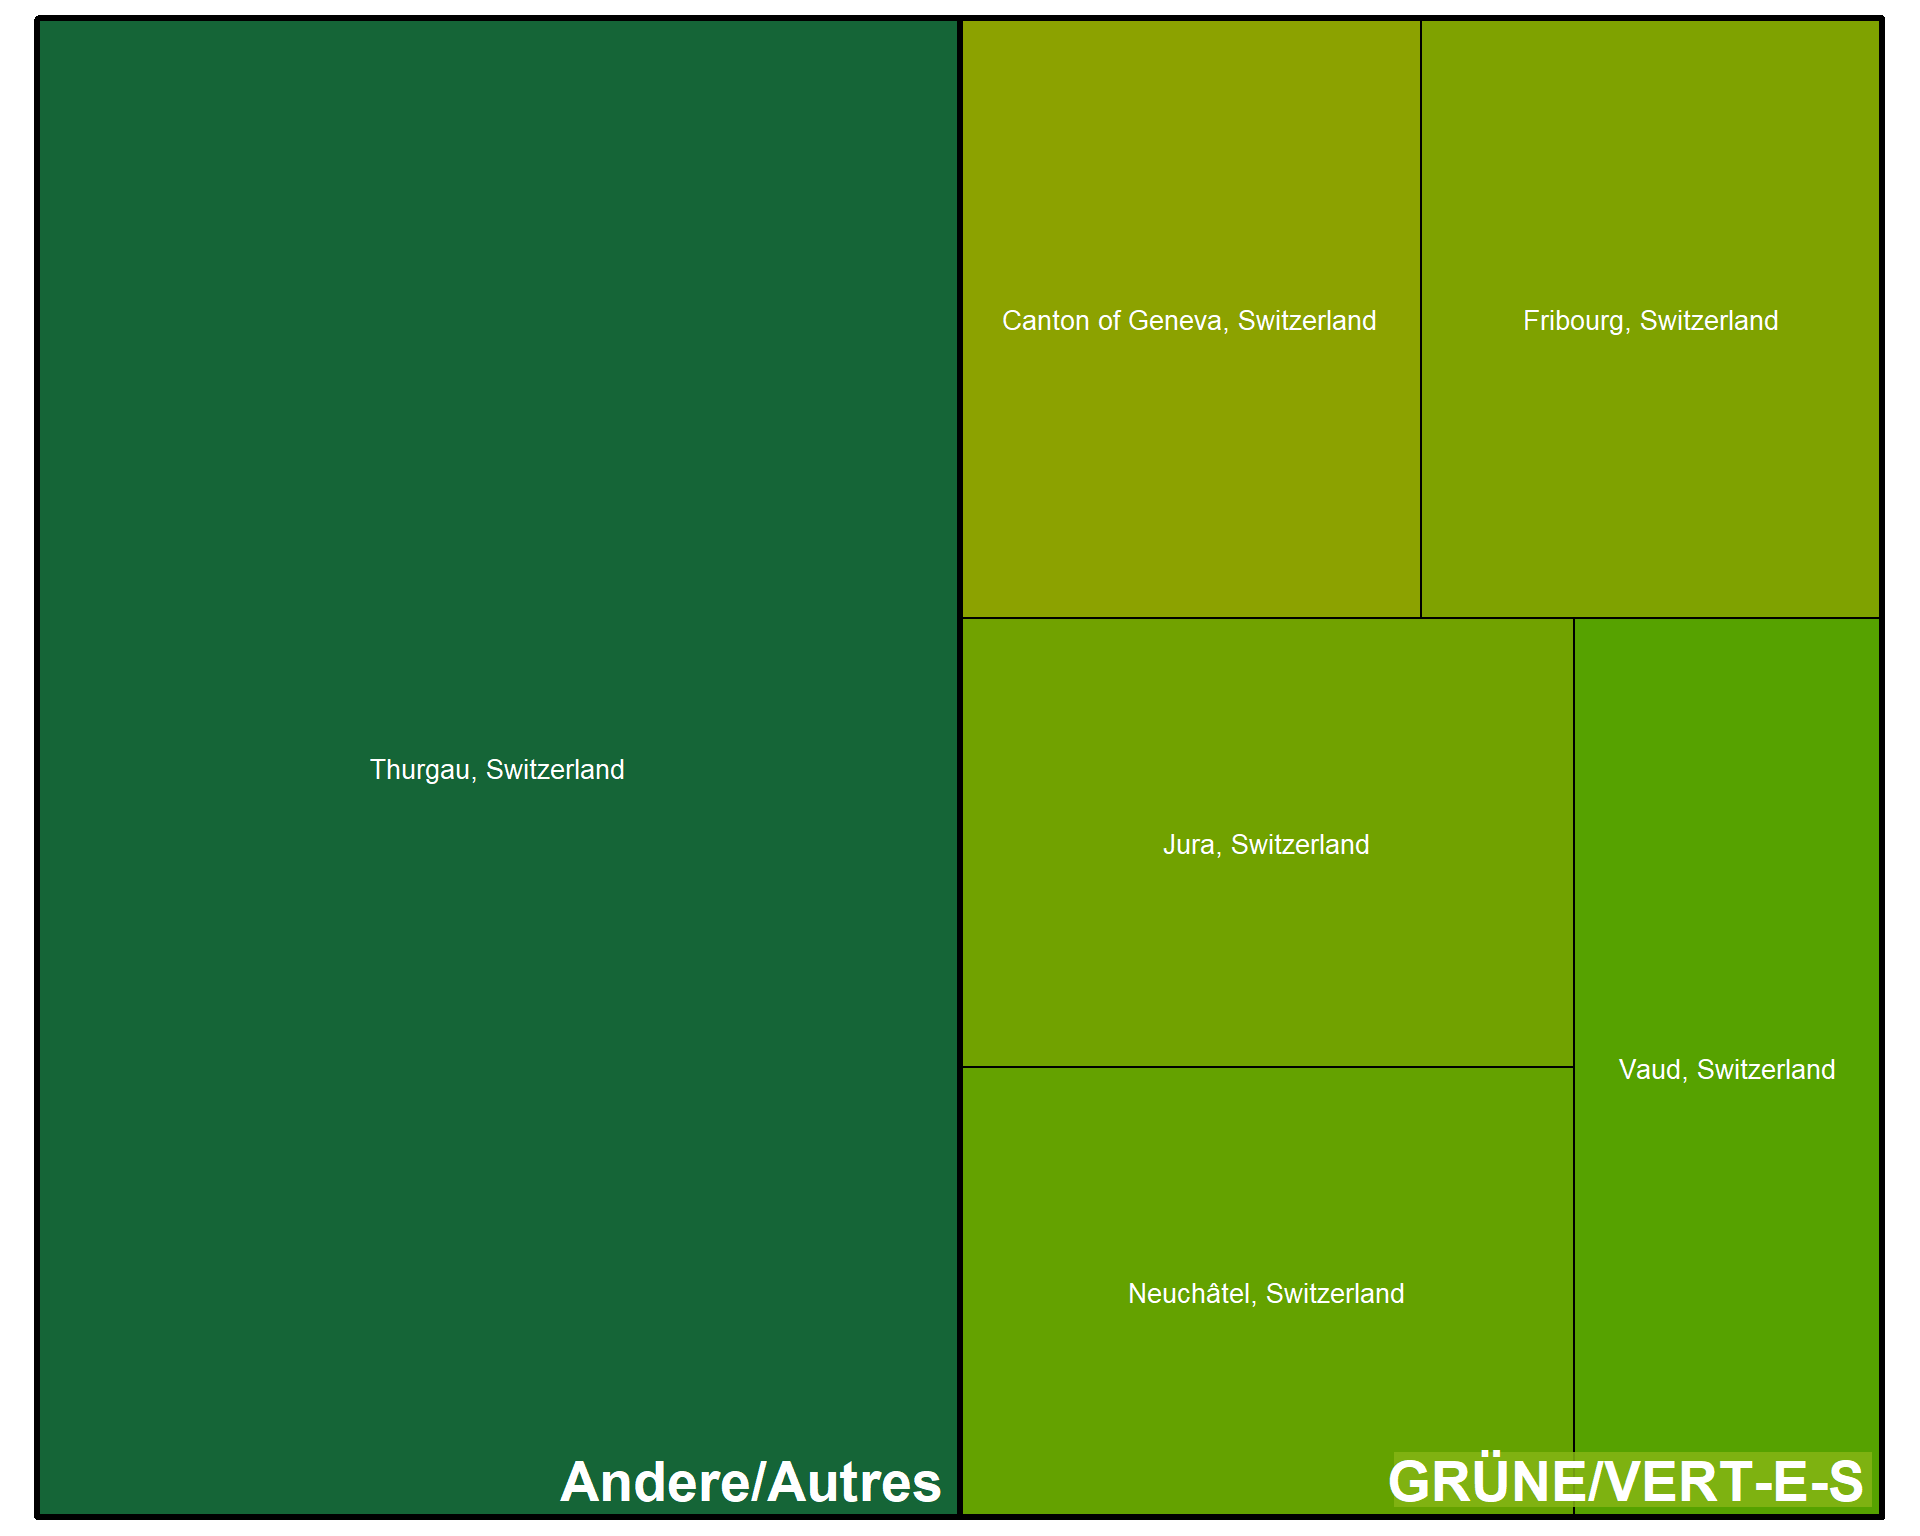 Thurgau, Switzerland
Andere/Autres
Canton of Geneva, Switzerland
Fribourg, Switzerland
Jura, Switzerland
Neuchâtel, Switzerland
Vaud, Switzerland
GRÜNE/VERT-E-S